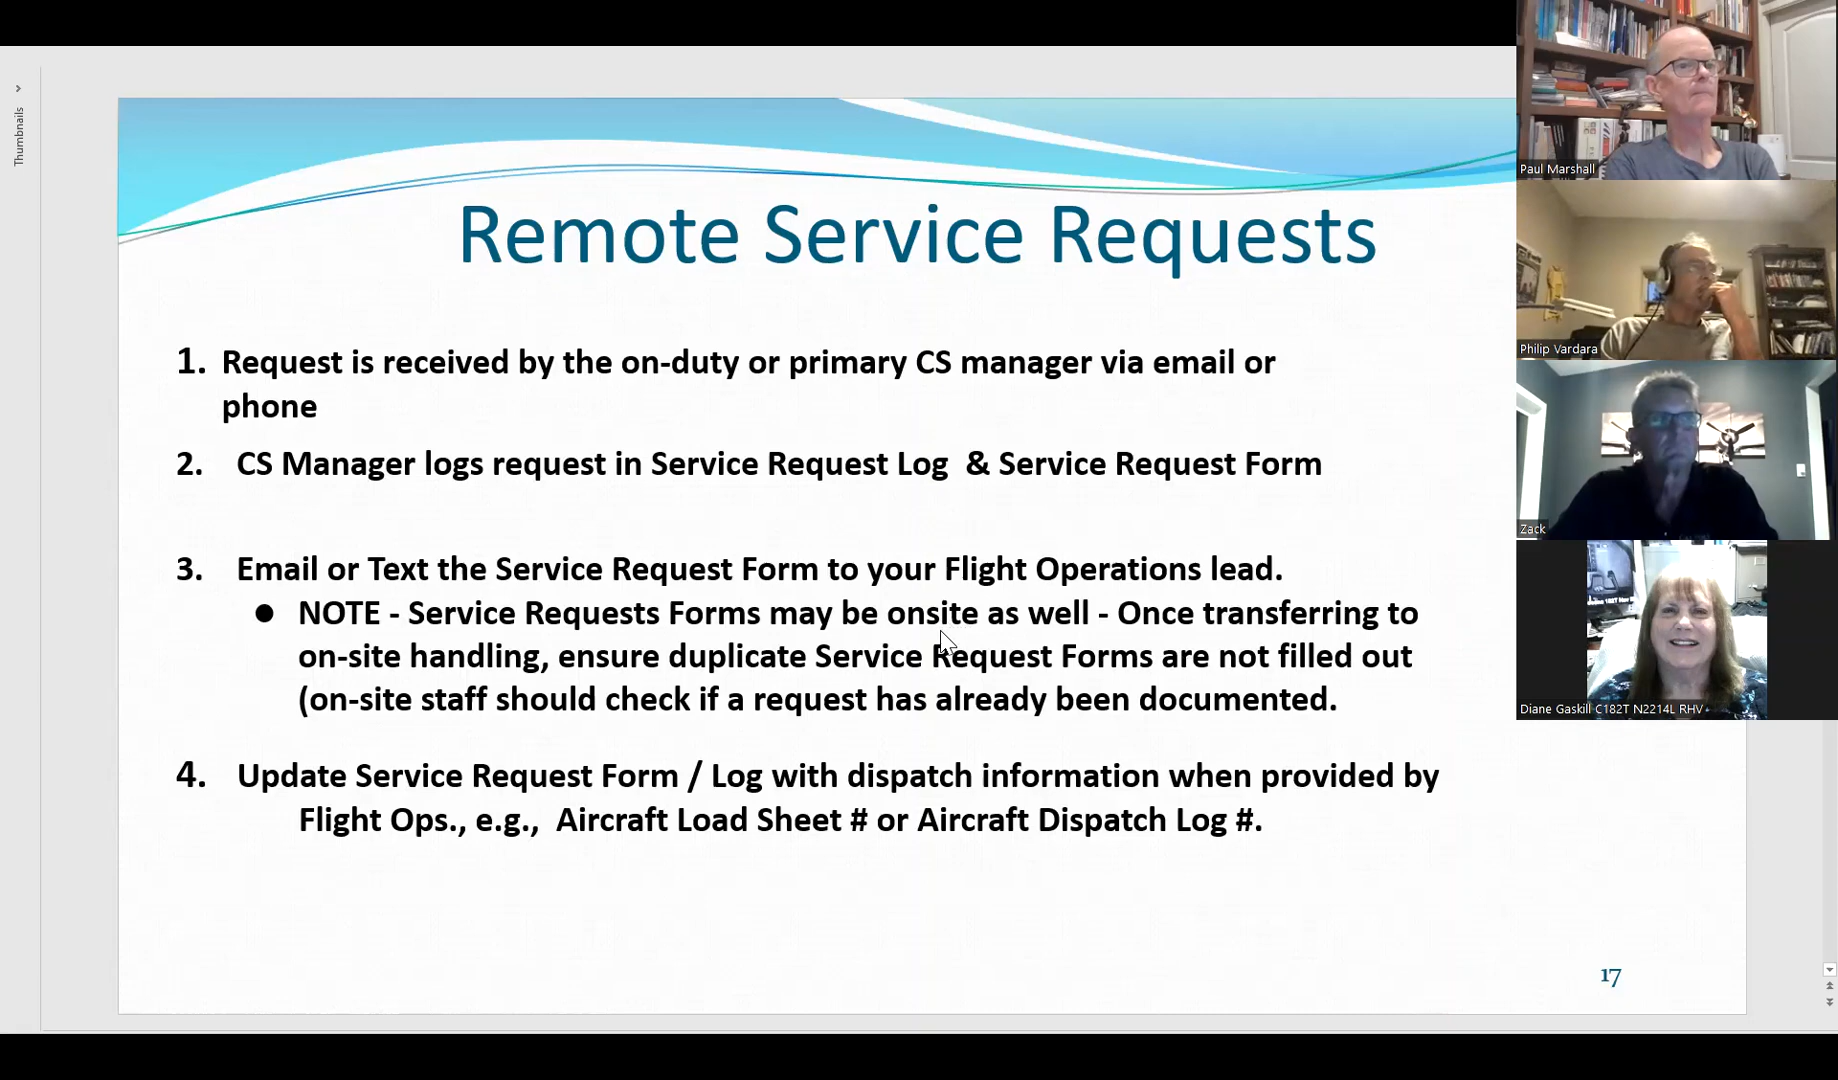 Thumbnails
Remote Service Requests
1. Request is received by the on-duty or primary CS manager via email or
phone
2. CS Manager logs request in Service Request Log & Service Request Form
3. Email or Text the Service Request Form to your Flight Operations lead.
● NOTE - Service Requests Forms may be onsite as well - Once transferring to
on-site handling, ensure duplicate Service Request Forms are not filled out
(on-site staff should check if a request has already been documented.
4. Update Service Request Form / Log with dispatch information when provided by
Flight Ops., e.g., Aircraft Load Sheet # or Aircraft Dispatch Log #.
17
Paul Marshall
Philip Vardara
Zack
Diane Gaskill C182T N2214L RHV